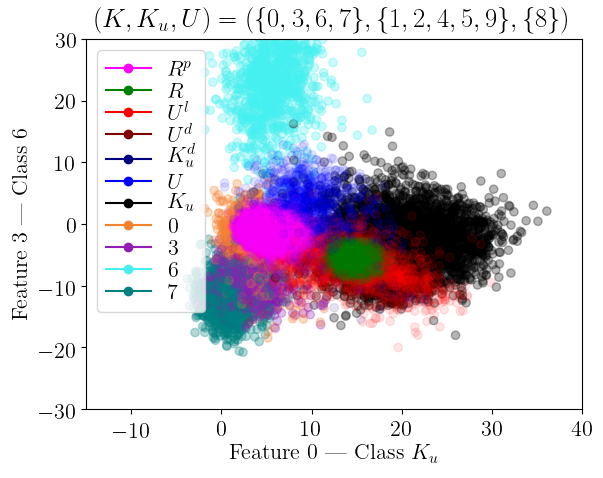 (K, K_u, U) = ({0, 3, 6, 7}, {1, 2, 4, 5, 9}, {8})
30
20
10
0
−10
−20
−30
Feature 3 — Class 6
R^p
R
U^l
U^d
K_u^d
U
K_u
0
3
6
7
−10 0 10 20 30 40
Feature 0 — Class K_u